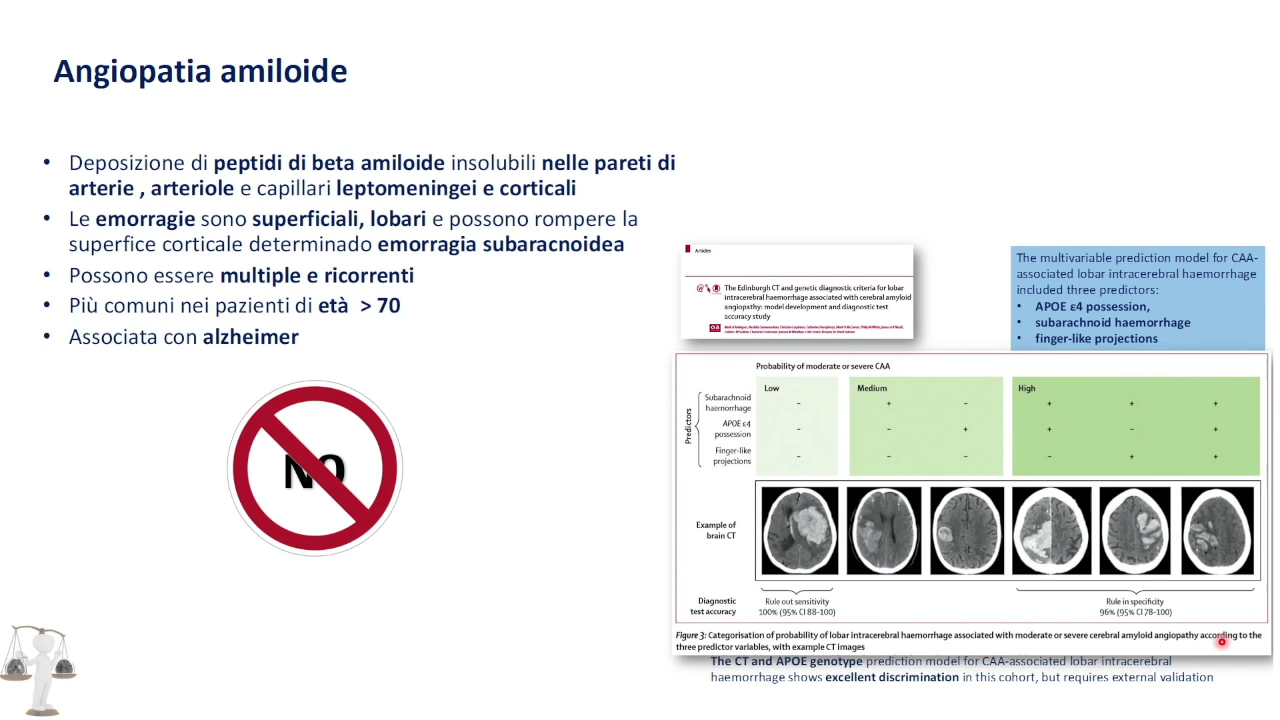 Angiopatia amiloide
• Deposizione di peptidi di beta amiloide insolubili nelle pareti di
arterie , arteriole e capillari leptomeningei e corticali
• Le emorragie sono superficiali, lobari e possono rompere la
superfice corticale determinado emorragia subaracnoidea
• Possono essere multiple e ricorrenti
• Più comuni nei pazienti di età > 70
• Associata con alzheimer
NO
Articles
The Edinburgh CT and genetic diagnostic criteria for lobar
intracerebral haemorrhage associated with cerebral amyloid
angiopathy: model development and diagnostic test
accuracy study
The multivariable prediction model for CAA-
associated lobar intracerebral haemorrhage
included three predictors:
• APOE ε4 possession,
• subarachnoid haemorrhage
• finger-like projections
Probability of moderate or severe CAA
Low Medium High
Predictors
Subarachnoid
haemorrhage
– + – + + +
APOE ε4
possession
– – + + – +
Finger-like
projections
– – – – + +
Example of
brain CT
Diagnostic
test accuracy
Rule out sensitivity
100% (95% CI 88-100)
Rule in specificity
96% (95% CI 78-100)
Figure 3: Categorisation of probability of lobar intracerebral haemorrhage associated with moderate or severe cerebral amyloid angiopathy according to the
three predictor variables, with example CT images
The CT and APOE genotype prediction model for CAA-associated lobar intracerebral
haemorrhage shows excellent discrimination in this cohort, but requires external validation